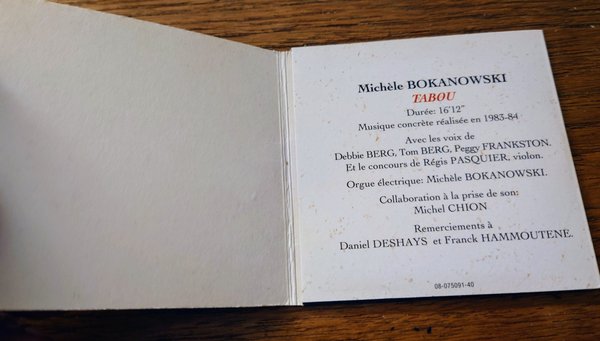 Michèle BOKANOWSKI
TABOU
Durée: 16'12"
Musique concrète réalisée en 1983-84
Avec les voix de
Debbie BERG, Tom BERG, Peggy FRANKSTON.
Et le concours de Régis PASQUIER, violon.
Orgue électrique: Michèle BOKANOWSKI.
Collaboration à la prise de son:
Michel CHION
Remerciements à
Daniel DESHAYS et Franck HAMMOUTENE.
08-075091-40